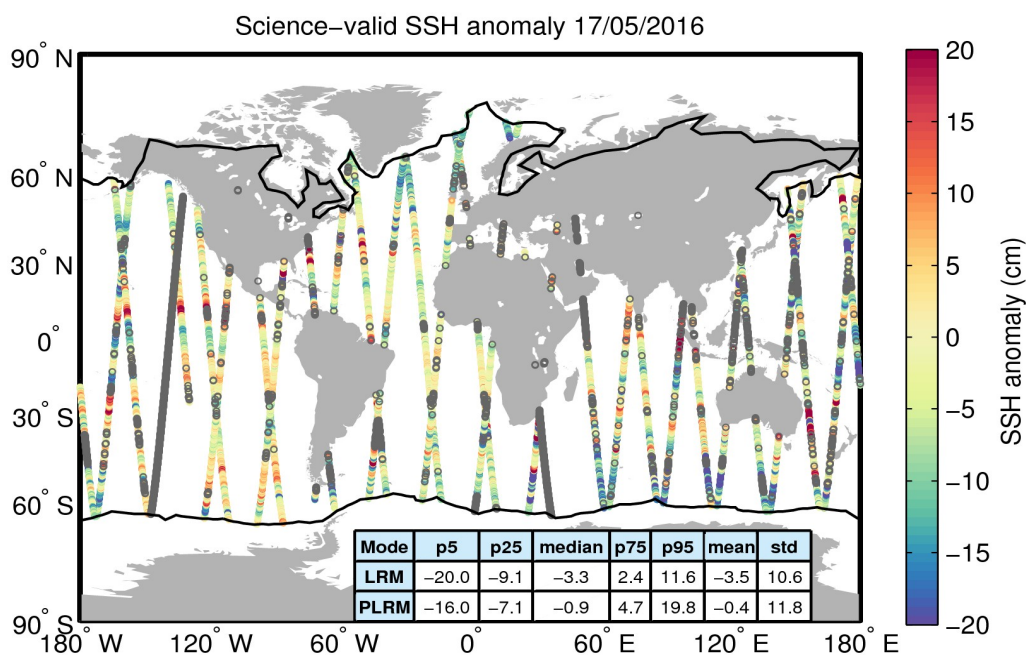 Science−valid SSH anomaly 17/05/2016
90° N
60° N
30° N
0°
30° S
60° S
90° S
180° W
120° W
60° W
0°
60° E
120° E
180° E
Mode p5 p25 median p75 p95 mean std
LRM −20.0 −9.1 −3.3 2.4 11.6 −3.5 10.6
PLRM −16.0 −7.1 −0.9 4.7 19.8 −0.4 11.8
20
15
10
5
0
−5
−10
−15
−20
SSH anomaly (cm)